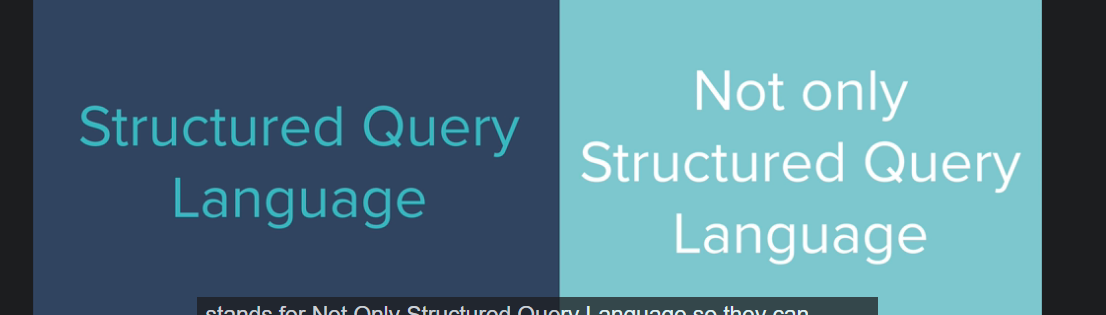 Structured Query
Language
Not only
Structured Query
Language
stands for Not Only Structured Query Language so they can